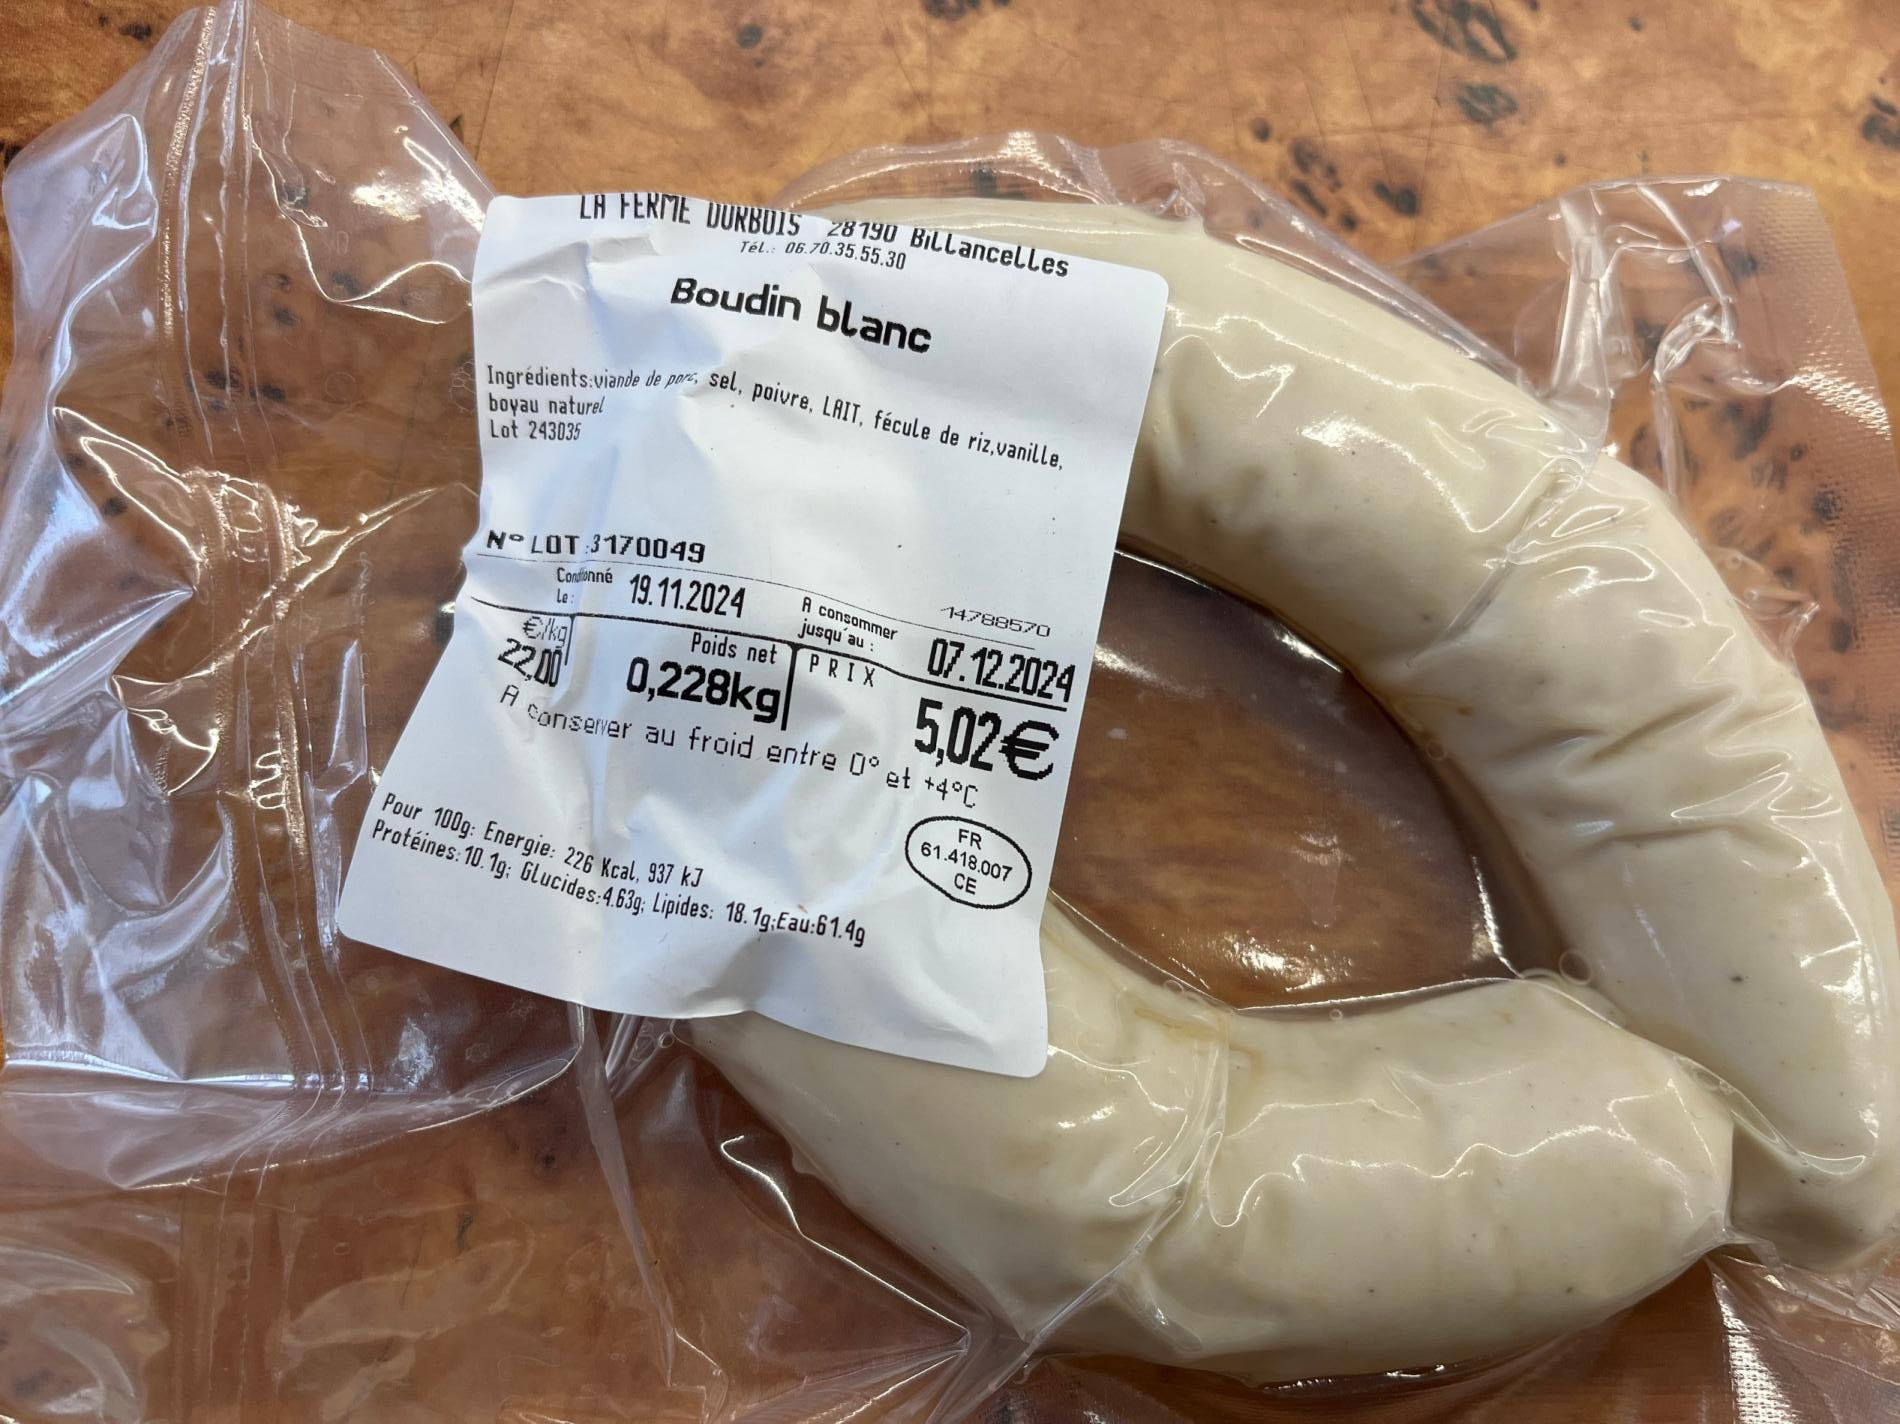 LA FERME DURBOIS 28190 Billancelles
Tél.: 06.70.35.55.30
Boudin blanc
Ingrédients:viande de porc, sel, poivre, LAIT, fécule de riz,vanille,
boyau naturel
Lot 243035
N° LOT :3170049
14788570
Conditionné
le: 19.11.2024
A consommer
jusqu'au : 07.12.2024
€/kg
22,00
Poids net
0,228kg
PRIX
5,02€
A conserver au froid entre 0° et +4°C
Pour 100g: Energie: 226 Kcal, 937 kJ
Protéines:10.1g; Glucides:4.63g; Lipides: 18.1g;Eau:61.4g
FR
61.418.007
CE